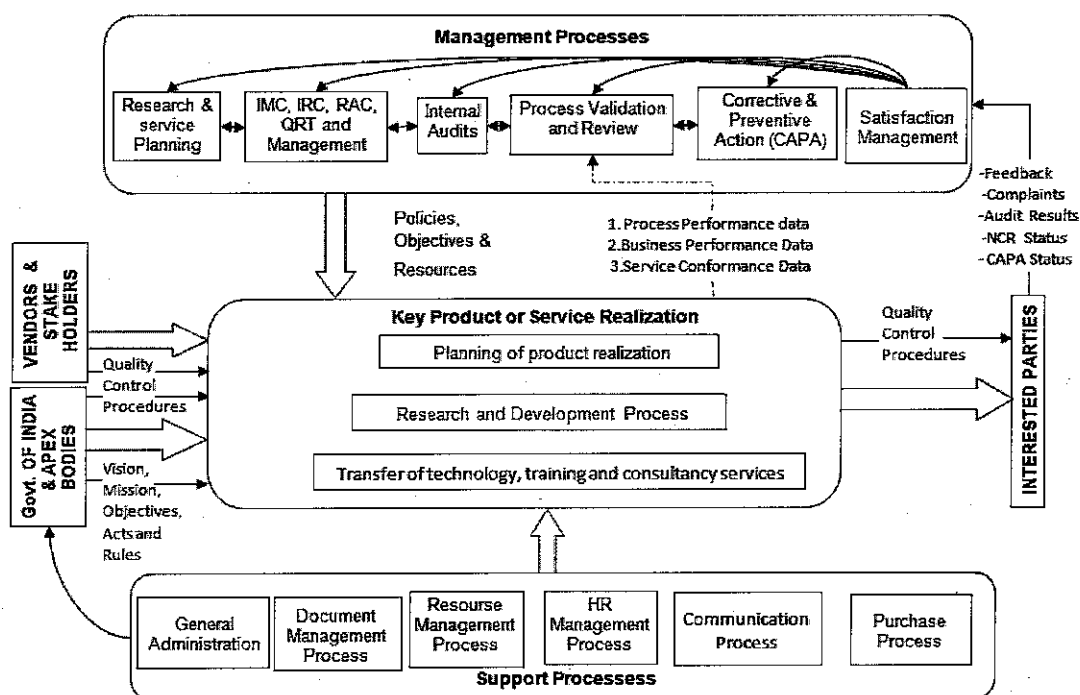 Management Processes
Research &
service
Planning
IMC, IRC, RAC,
QRT and
Management
Internal
Audits
Process Validation
and Review
Corrective &
Preventive
Action (CAPA)
Satisfaction
Management
-Feedback
-Complaints
-Audit Results
-NCR Status
-CAPA Status
Policies,
Objectives &
Resources
1. Process Performance data
2.Business Performance Data
3.Service Conformance Data
VENDORS &
STAKE
HOLDERS
Quality
Control
Procedures
Govt. OF INDIA
& APEX
BODIES
Vision,
Mission,
Objectives,
Acts and
Rules
Key Product or Service Realization
Planning of product realization
Research and Development Process
Transfer of technology, training and consultancy services
Quality
Control
Procedures
INTERESTED PARTIES
General
Administration
Document
Management
Process
Resourse
Management
Process
HR
Management
Process
Communication
Process
Purchase
Process
Support Processess